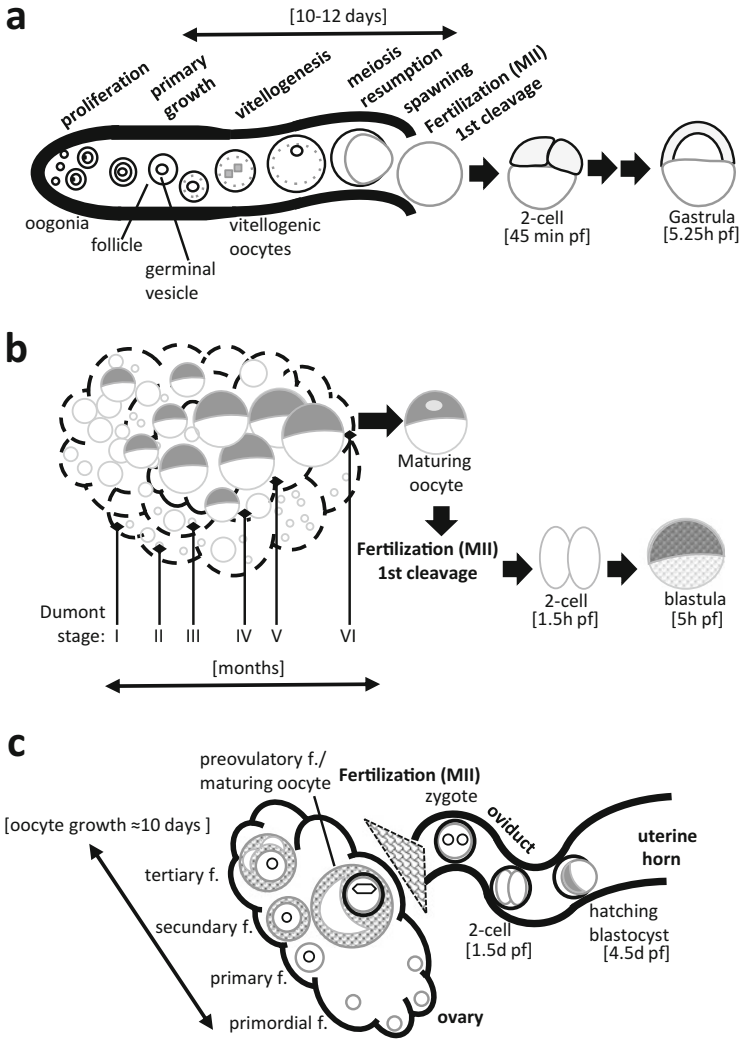 a
[10-12 days]
proliferation
primary
growth
vitellogenesis
meiosis
resumption
spawning
Fertilization (MII)
1st cleavage
oogonia
follicle
germinal
vesicle
vitellogenic
oocytes
2-cell
[45 min pf]
Gastrula
[5.25h pf]
b
Maturing
oocyte
Fertilization (MII)
1st cleavage
2-cell
[1.5h pf]
blastula
[5h pf]
Dumont
stage: I II III IV V VI
[months]
c
preovulatory f./
maturing oocyte
Fertilization (MII)
zygote
oviduct
uterine
horn
[oocyte growth ≈10 days ]
tertiary f.
secundary f.
primary f.
primordial f.
ovary
2-cell
[1.5d pf]
hatching
blastocyst
[4.5d pf]